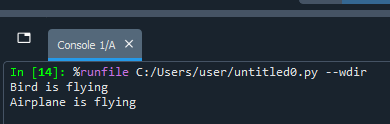 Console 1/A
In [14]: %runfile C:/Users/user/untitled0.py --wdir
Bird is flying
Airplane is flying